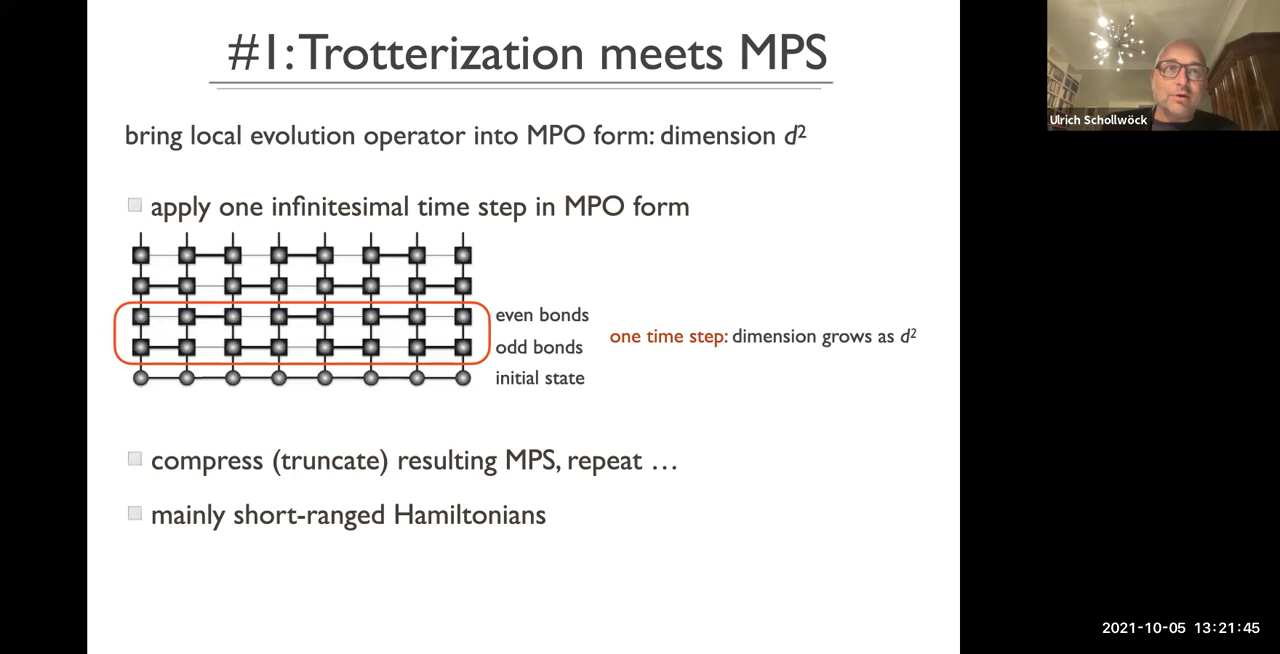 #1: Trotterization meets MPS
Ulrich Schollwöck
bring local evolution operator into MPO form: dimension d²
apply one infinitesimal time step in MPO form
even bonds
one time step: dimension grows as d²
odd bonds
initial state
compress (truncate) resulting MPS, repeat …
mainly short-ranged Hamiltonians
2021-10-05 13:21:45